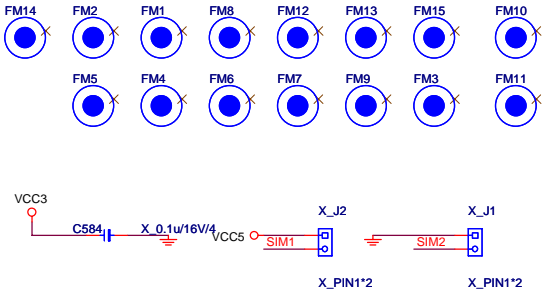 FM14 FM2 FM1 FM8 FM12 FM13 FM15 FM10
FM5 FM4 FM6 FM7 FM9 FM3 FM11
VCC3
X_J2 X_J1
C584 X_0.1u/16V/4 VCC5
SIM1 SIM2
X_PIN1*2 X_PIN1*2